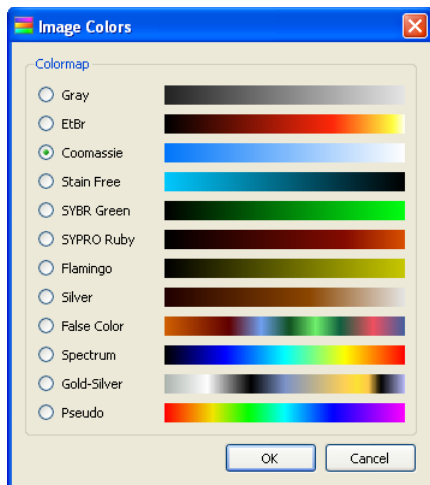 Image Colors
Colormap
Gray
EtBr
Coomassie
Stain Free
SYBR Green
SYPRO Ruby
Flamingo
Silver
False Color
Spectrum
Gold-Silver
Pseudo
OK Cancel